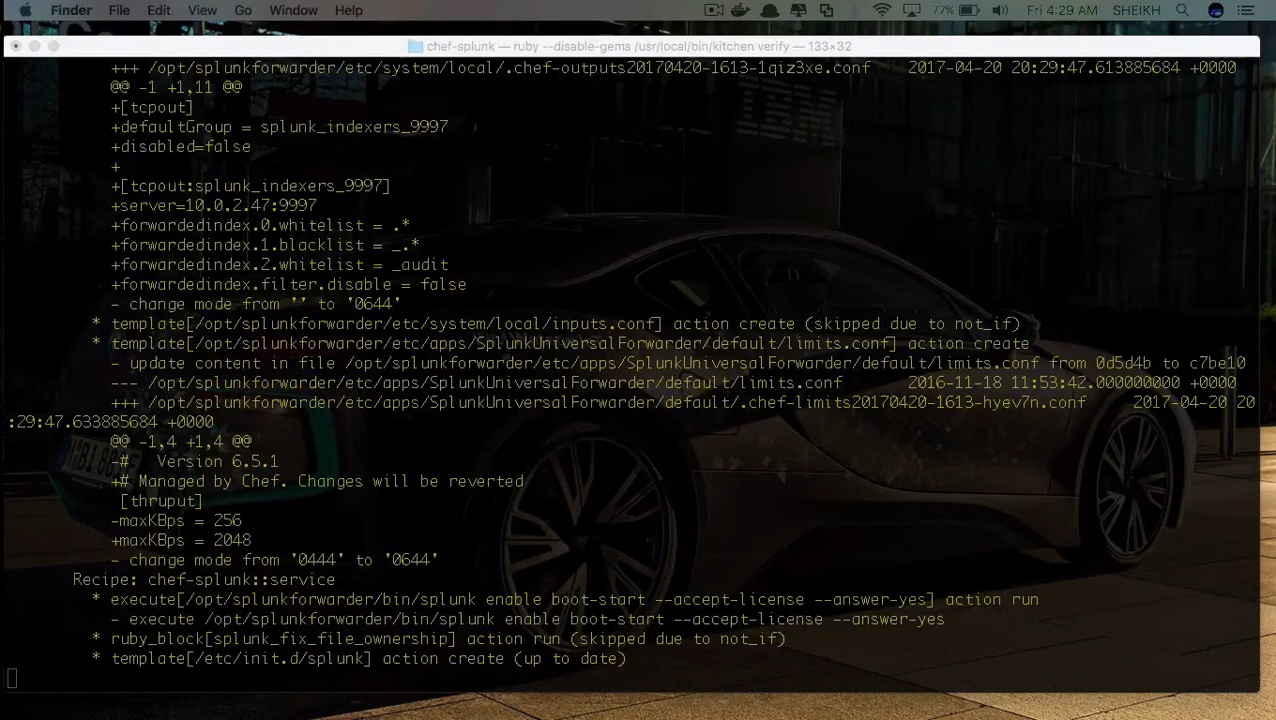 Finder File Edit View Go Window Help 77% Fri 4:29 AM SHEIKH
chef-splunk — ruby --disable-gems /usr/local/bin/kitchen verify — 133×32
+++ /opt/splunkforwarder/etc/system/local/.chef-outputs20170420-1613-1qiz3xe.conf 2017-04-20 20:29:47.613885684 +0000
@@ -1 +1,11 @@
+[tcpout]
+defaultGroup = splunk_indexers_9997
+disabled=false
+
+[tcpout:splunk_indexers_9997]
+server=10.0.2.47:9997
+forwardedindex.0.whitelist = .*
+forwardedindex.1.blacklist = _.*
+forwardedindex.2.whitelist = _audit
+forwardedindex.filter.disable = false
- change mode from '' to '0644'
* template[/opt/splunkforwarder/etc/system/local/inputs.conf] action create (skipped due to not_if)
* template[/opt/splunkforwarder/etc/apps/SplunkUniversalForwarder/default/limits.conf] action create
- update content in file /opt/splunkforwarder/etc/apps/SplunkUniversalForwarder/default/limits.conf from 0d5d4b to c7be10
--- /opt/splunkforwarder/etc/apps/SplunkUniversalForwarder/default/limits.conf 2016-11-18 11:53:42.000000000 +0000
+++ /opt/splunkforwarder/etc/apps/SplunkUniversalForwarder/default/.chef-limits20170420-1613-hyev7n.conf 2017-04-20 20
:29:47.633885684 +0000
@@ -1,4 +1,4 @@
-# Version 6.5.1
+# Managed by Chef. Changes will be reverted
[thruput]
-maxKBps = 256
+maxKBps = 2048
- change mode from '0444' to '0644'
Recipe: chef-splunk::service
* execute[/opt/splunkforwarder/bin/splunk enable boot-start --accept-license --answer-yes] action run
- execute /opt/splunkforwarder/bin/splunk enable boot-start --accept-license --answer-yes
* ruby_block[splunk_fix_file_ownership] action run (skipped due to not_if)
* template[/etc/init.d/splunk] action create (up to date)
IBM